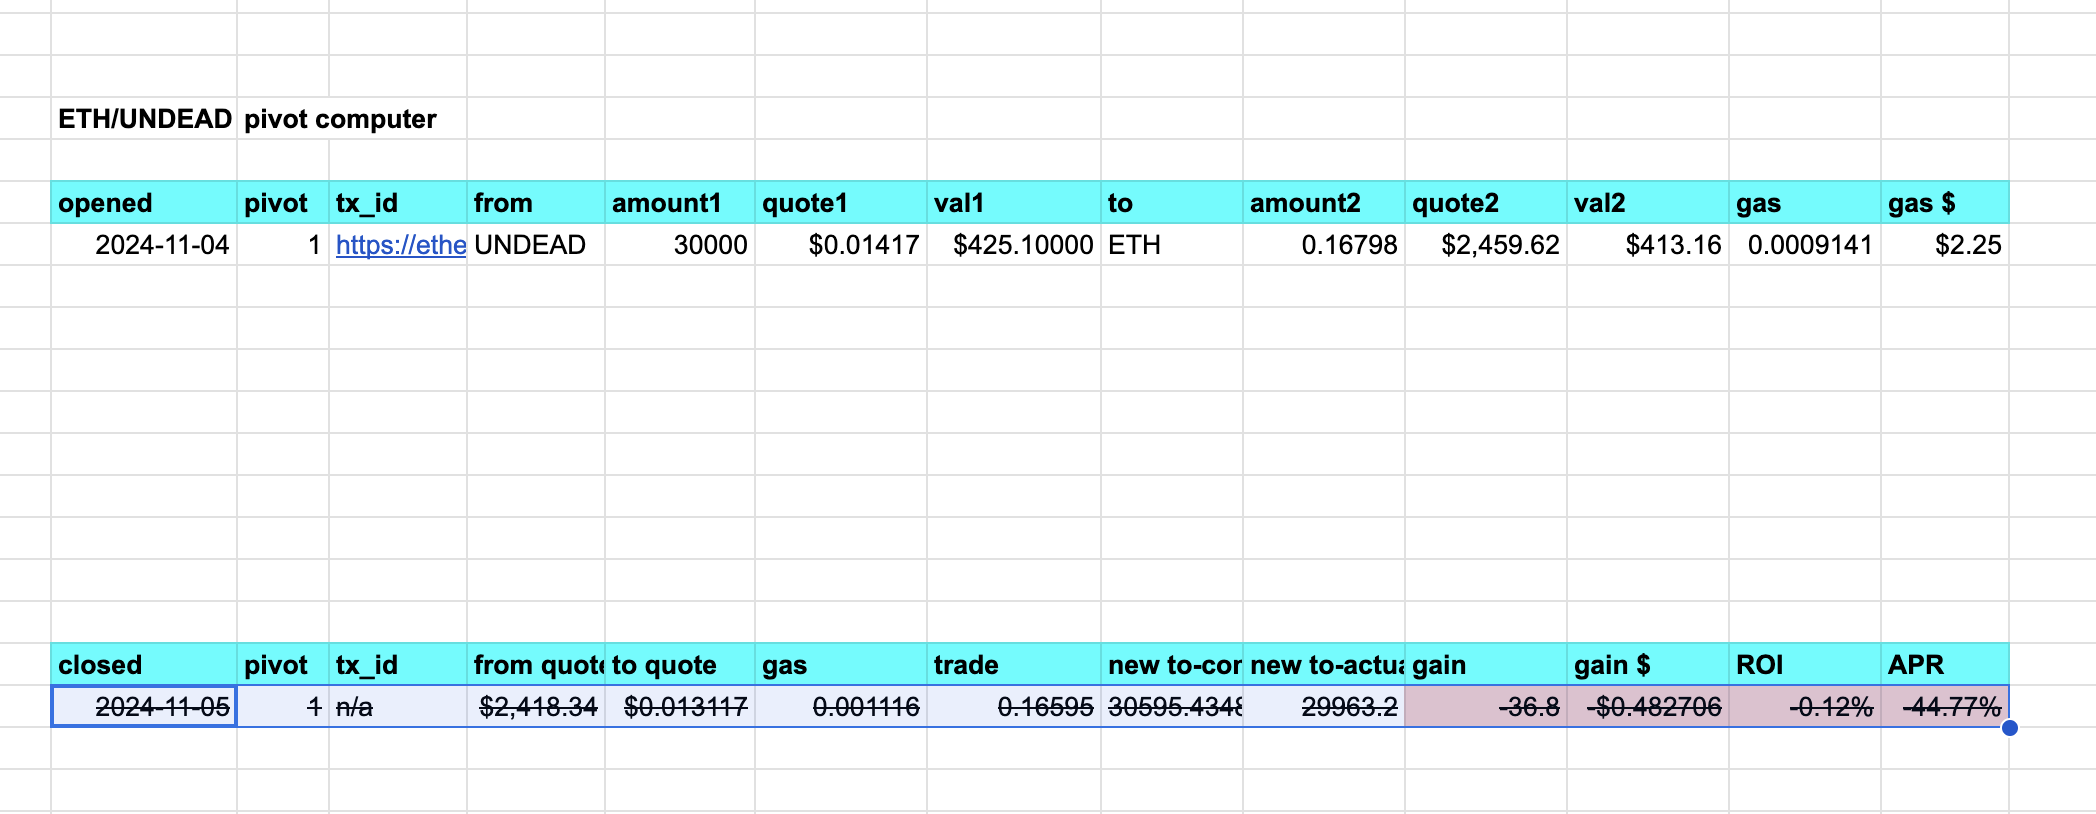 ETH/UNDEAD pivot computer
opened pivot tx_id from amount1 quote1 val1 to amount2 quote2 val2 gas gas $
2024-11-04 1 https://ethe UNDEAD 30000 $0.01417 $425.10000 ETH 0.16798 $2,459.62 $413.16 0.0009141 $2.25
closed pivot tx_id from quote to quote gas trade new to-cor new to-actua gain gain $ ROI APR
2024-11-05 1 n/a $2,418.34 $0.013117 0.001116 0.16595 30595.4348 29963.2 -36.8 -$0.482706 -0.12% -44.77%